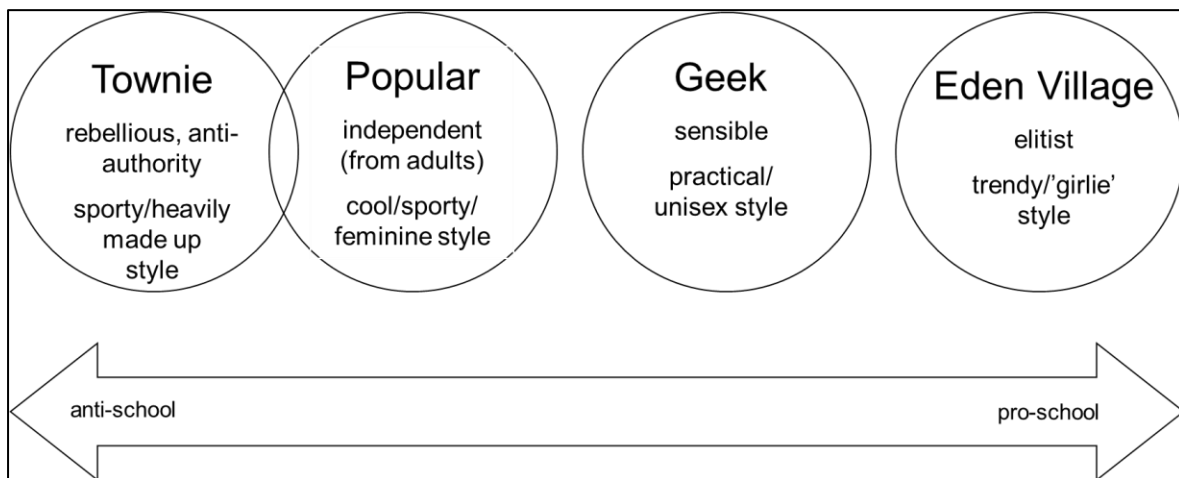 Townie
rebellious, anti-
authority
sporty/heavily
made up
style
Popular
independent
(from adults)
cool/sporty/
feminine style
Geek
sensible
practical/
unisex style
Eden Village
elitist
trendy/'girlie'
style
anti-school
pro-school